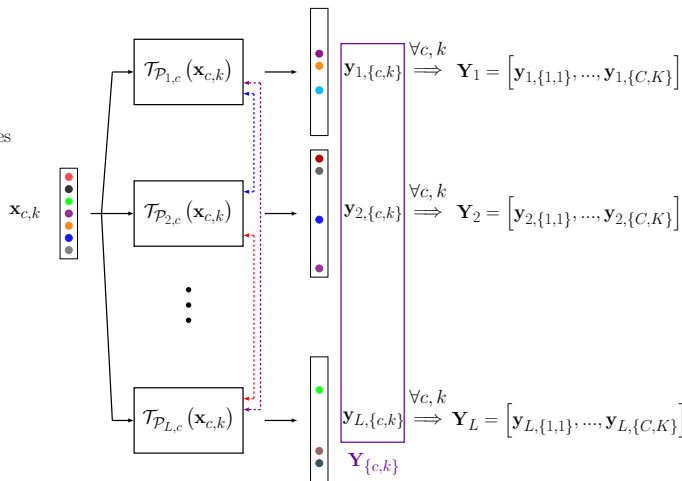 𝒯_{𝒫_{1,c}}(𝐱_{c,k}) 𝐲_{1,{c,k}} ∀c, k ⟹ 𝐘_1 = [𝐲_{1,{1,1}}, ..., 𝐲_{1,{C,K}}]
es
𝐱_{c,k} 𝒯_{𝒫_{2,c}}(𝐱_{c,k}) 𝐲_{2,{c,k}} ∀c, k ⟹ 𝐘_2 = [𝐲_{2,{1,1}}, ..., 𝐲_{2,{C,K}}]
𝒯_{𝒫_{L,c}}(𝐱_{c,k}) 𝐲_{L,{c,k}} ∀c, k ⟹ 𝐘_L = [𝐲_{L,{1,1}}, ..., 𝐲_{L,{C,K}}]
𝐘_{{c,k}}